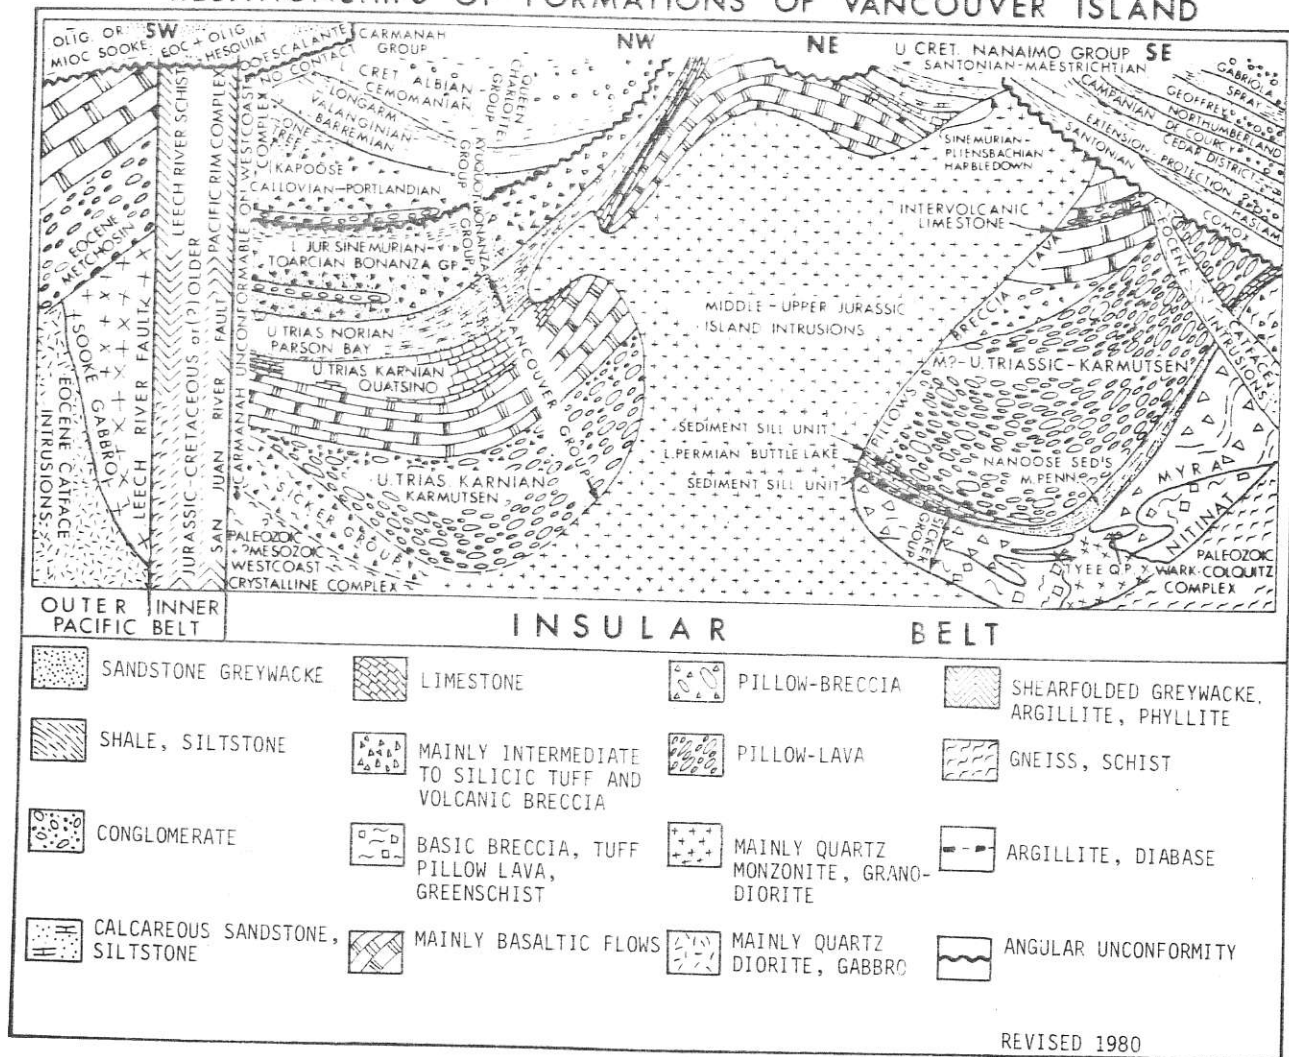 RELATIONSHIPS OF FORMATIONS OF VANCOUVER ISLAND
SW
NW
NE
SE
OLIG. OR
MIOC SOOKE
EOC + OLIG
HESQUIAT
ESCALANTE
NO CONTACT
CARMANAH
GROUP
L CRET ALBIAN-
CEMOMANIAN
QUEEN
CHARLOTTE
GROUP
LONGARM
VALANGINIAN-
BARREMIAN
ONE
TREE
KYUQUOT
GROUP
KAPOOSE
CALLOVIAN-PORTLANDIAN
BONANZA
GROUP
L JUR SINEMURIAN-
TOARCIAN BONANZA GP.
U TRIAS NORIAN
PARSON BAY
U TRIAS KARNIAN
QUATSINO
VANCOUVER GROUP
U. TRIAS KARNIAN
KARMUTSEN
SICKER GROUP
PALEOZOIC
+?MESOZOIC
WESTCOAST
CRYSTALLINE COMPLEX
EOCENE
METCHOSIN
SOOKE GABBRO
EOCENE CATFACE
INTRUSIONS
LEECH RIVER FAULT
LEECH RIVER SCHIST
PACIFIC RIM COMPLEX
JURASSIC-CRETACEOUS or(?) OLDER
SAN JUAN RIVER FAULT
CARMANAH UNCONFORMABLE ON WESTCOAST
COMPLEX
U CRET. NANAIMO GROUP
SANTONIAN-MAESTRICHTIAN
GABRIOLA
SPRAY
GEOFFREY
NORTHUMBERLAND
DE COURCY
CEDAR DISTRICT
CAMPANIAN
EXTENSION-PROTECTION
SANTONIAN
HASLAM
COMOX
SINEMURIAN-
PLIENSBACHIAN
HARBLEDOWN
INTERVOLCANIC
LIMESTONE
LAVA
BRECCIA
PILLOWS
EOCENE CATFACE
INTRUSIONS
MIDDLE-UPPER JURASSIC
ISLAND INTRUSIONS
M?-U.TRIASSIC-KARMUTSEN
SEDIMENT SILL UNIT
L.PERMIAN BUTTLE LAKE
SEDIMENT SILL UNIT
NANOOSE SED'S
M.PENN
SICKER
GROUP
MYRA
NITINAT
TYEE Q.P.
PALEOZOIC
WARK-COLQUITZ
COMPLEX
OUTER INNER
PACIFIC BELT
INSULAR BELT
SANDSTONE GREYWACKE
SHALE, SILTSTONE
CONGLOMERATE
CALCAREOUS SANDSTONE,
SILTSTONE
LIMESTONE
MAINLY INTERMEDIATE
TO SILICIC TUFF AND
VOLCANIC BRECCIA
BASIC BRECCIA, TUFF
PILLOW LAVA,
GREENSCHIST
MAINLY BASALTIC FLOWS
PILLOW-BRECCIA
PILLOW-LAVA
MAINLY QUARTZ
MONZONITE, GRANO-
DIORITE
MAINLY QUARTZ
DIORITE, GABBRO
SHEARFOLDED GREYWACKE,
ARGILLITE, PHYLLITE
GNEISS, SCHIST
ARGILLITE, DIABASE
ANGULAR UNCONFORMITY
REVISED 1980